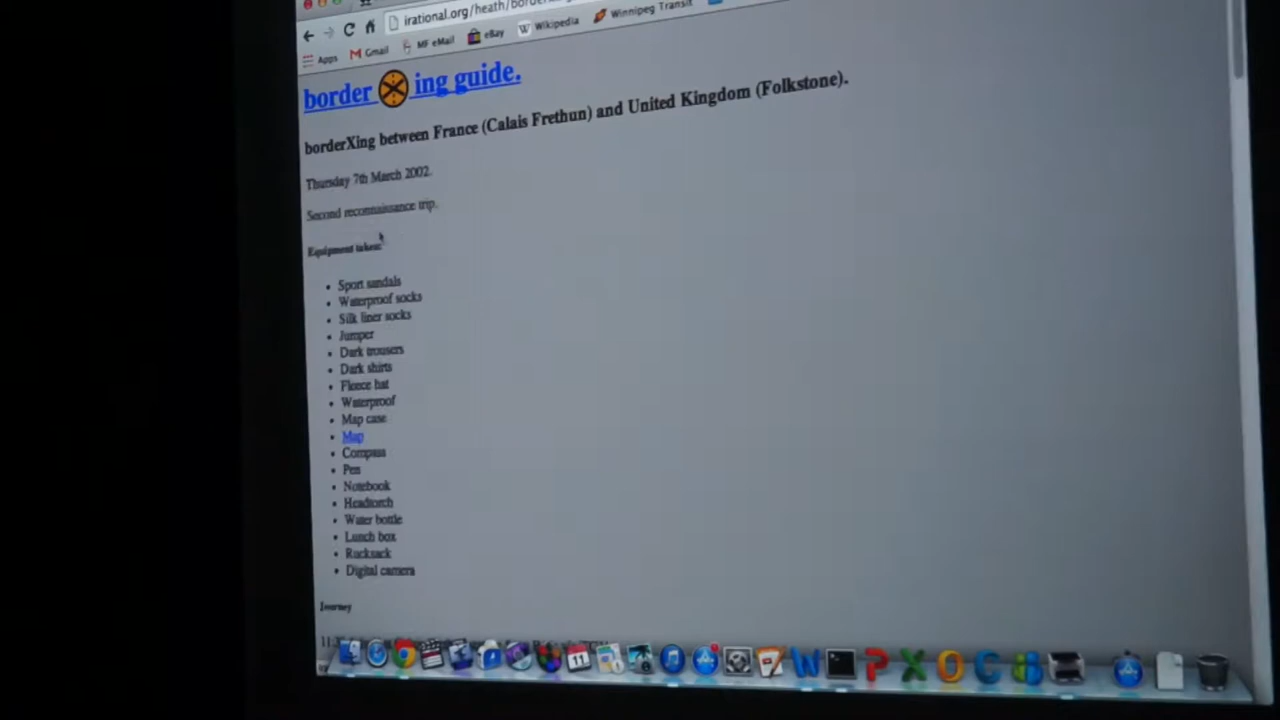 irational.org/heath/border
Apps Gmail MF eMail eBay Wikipedia Winnipeg Transit
border ing guide.
borderXing between France (Calais Frethun) and United Kingdom (Folkstone).
Thursday 7th March 2002.
Second reconnaissance trip.
Equipment taken:
Sport sandals
Waterproof socks
Silk liner socks
Jumper
Dark trousers
Dark shirts
Fleece hat
Waterproof
Map case
Map
Compass
Pen
Notebook
Headtorch
Water bottle
Lunch box
Rucksack
Digital camera
Journey
11